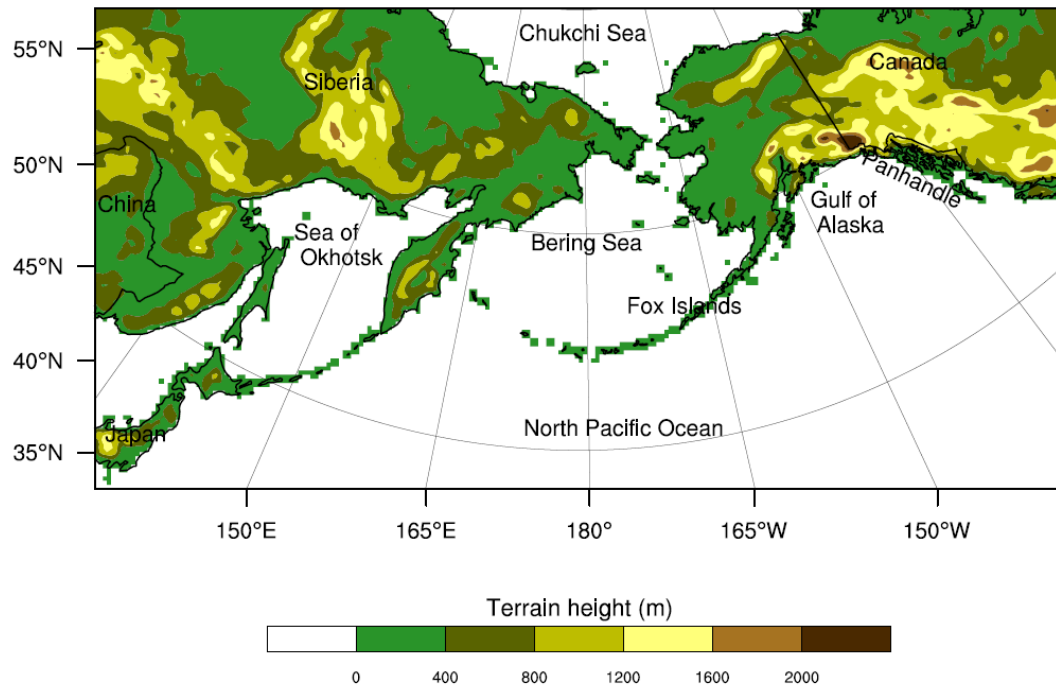 Chukchi Sea
55°N
Canada
Siberia
50°N
Panhandle
China
Gulf of
Alaska
Sea of
Okhotsk
Bering Sea
45°N
Fox Islands
40°N
North Pacific Ocean
Japan
35°N
150°E 165°E 180° 165°W 150°W
Terrain height (m)
0 400 800 1200 1600 2000